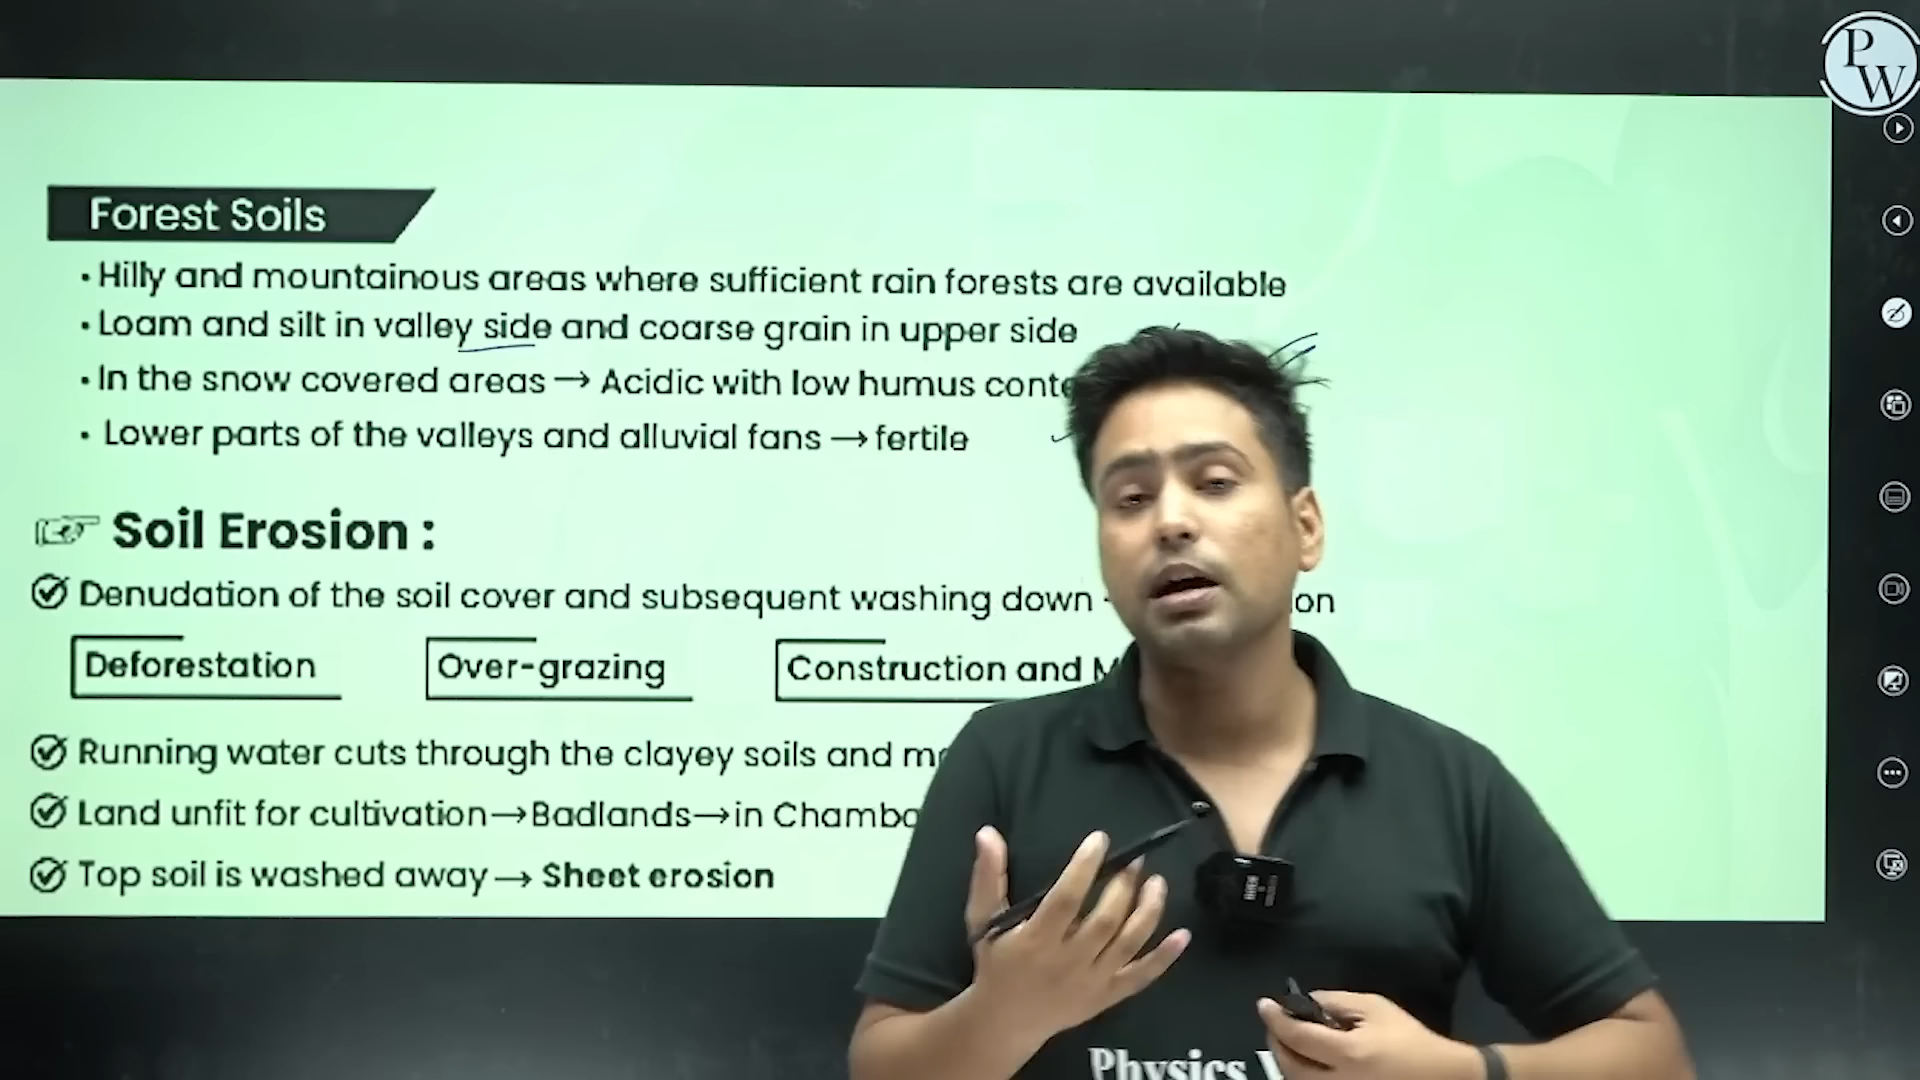 PW
Forest Soils
• Hilly and mountainous areas where sufficient rain forests are available
• Loam and silt in valley side and coarse grain in upper side
• In the snow covered areas → Acidic with low humus
• Lower parts of the valleys and alluvial fans → fertile
Soil Erosion :
Denudation of the soil cover and subsequent washing down
Deforestation
Over-grazing
Construction and
Running water cuts through the clayey soils and
Land unfit for cultivation → Badlands → in
Top soil is washed away → Sheet erosion
Physics